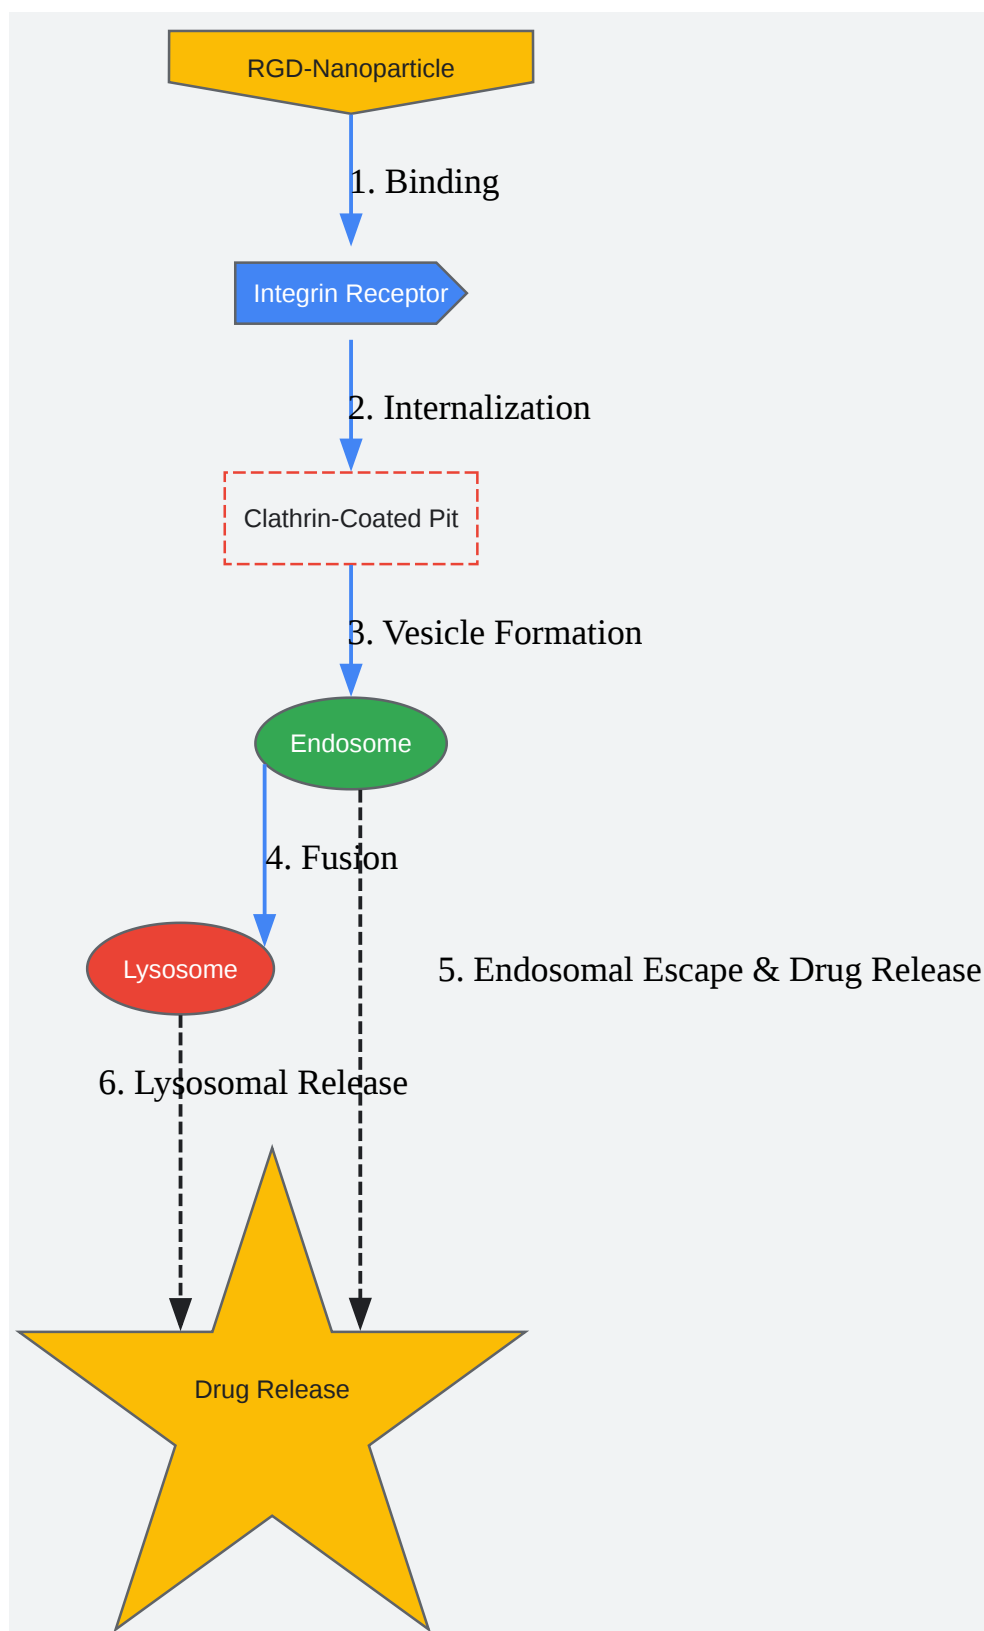 RGD-Nanoparticle
1. Binding
Integrin Receptor
2. Internalization
Clathrin-Coated Pit
3. Vesicle Formation
Endosome
4. Fusion
Lysosome
5. Endosomal Escape & Drug Release
6. Lysosomal Release
Drug Release